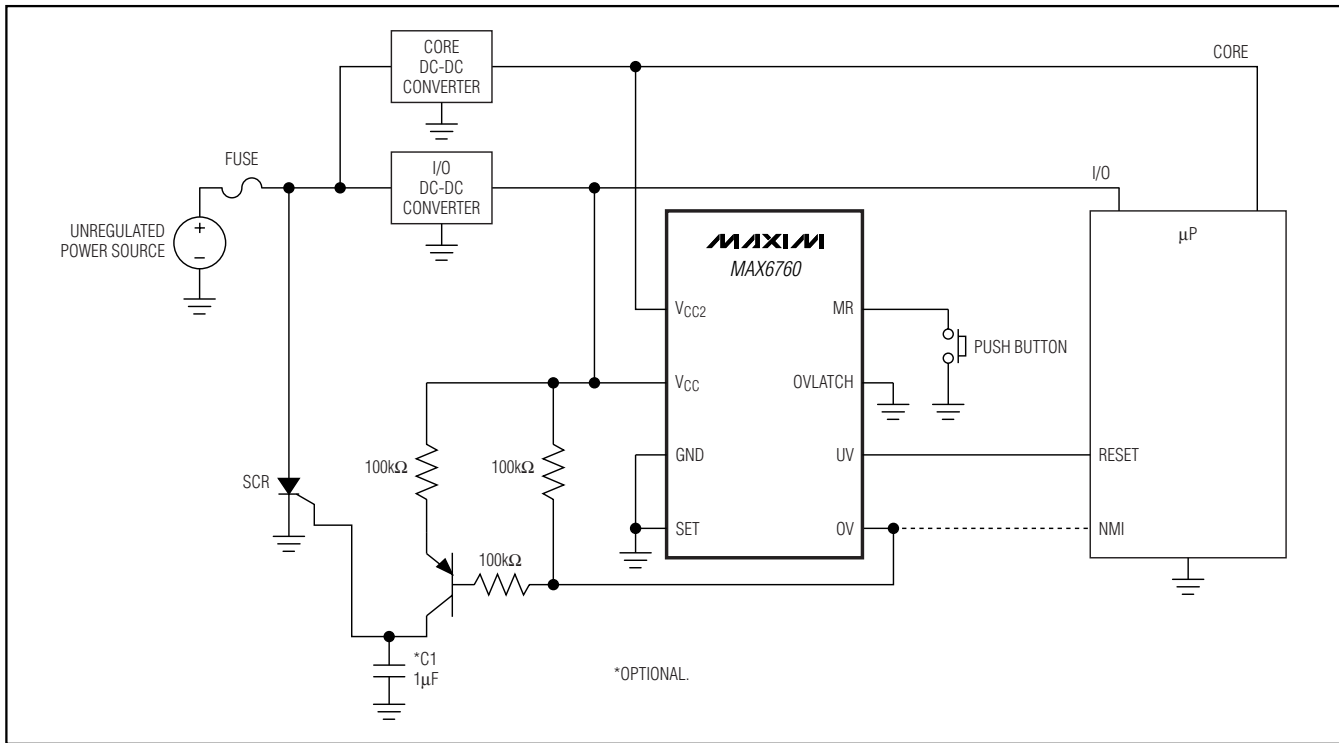 CORE
DC-DC
CONVERTER
CORE
FUSE
I/O
DC-DC
CONVERTER
I/O
UNREGULATED
POWER SOURCE
+
–
MAXIM
MAX6760
μP
VCC2
MR
PUSH BUTTON
VCC
OVLATCH
100kΩ
100kΩ
GND
UV
RESET
SCR
SET
OV
NMI
100kΩ
*C1
1μF
*OPTIONAL.